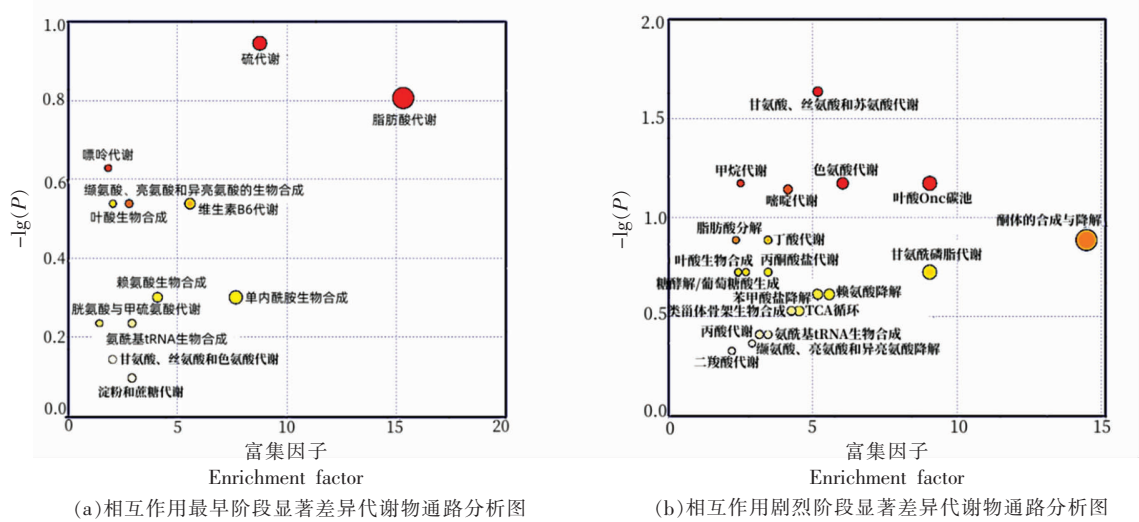 1.0
0.8
0.6
0.4
0.2
0.0
-lg(P)
硫代谢
脂肪酸代谢
嘌呤代谢
缬氨酸、亮氨酸和异亮氨酸的生物合成
叶酸生物合成
维生素B6代谢
赖氨酸生物合成
单内酰胺生物合成
胱氨酸与甲硫氨酸代谢
氨酰基tRNA生物合成
甘氨酸、丝氨酸和色氨酸代谢
淀粉和蔗糖代谢
0 5 10 15 20
富集因子
Enrichment factor
(a)相互作用最早阶段显著差异代谢物通路分析图
2.0
1.5
1.0
0.5
0.0
-lg(P)
甘氨酸、丝氨酸和苏氨酸代谢
甲烷代谢
色氨酸代谢
嘧啶代谢
叶酸Onc碳池
酮体的合成与降解
脂肪酸分解
丁酸代谢
甘氨酰磷脂代谢
叶酸生物合成
丙酮酸盐代谢
糖酵解/葡萄糖酸生成
苯甲酸盐降解
赖氨酸降解
类甾体骨架生物合成
TCA循环
丙酸代谢
氨酰基tRNA生物合成
缬氨酸、亮氨酸和异亮氨酸降解
二羧酸代谢
0 5 10 15
富集因子
Enrichment factor
(b)相互作用剧烈阶段显著差异代谢物通路分析图